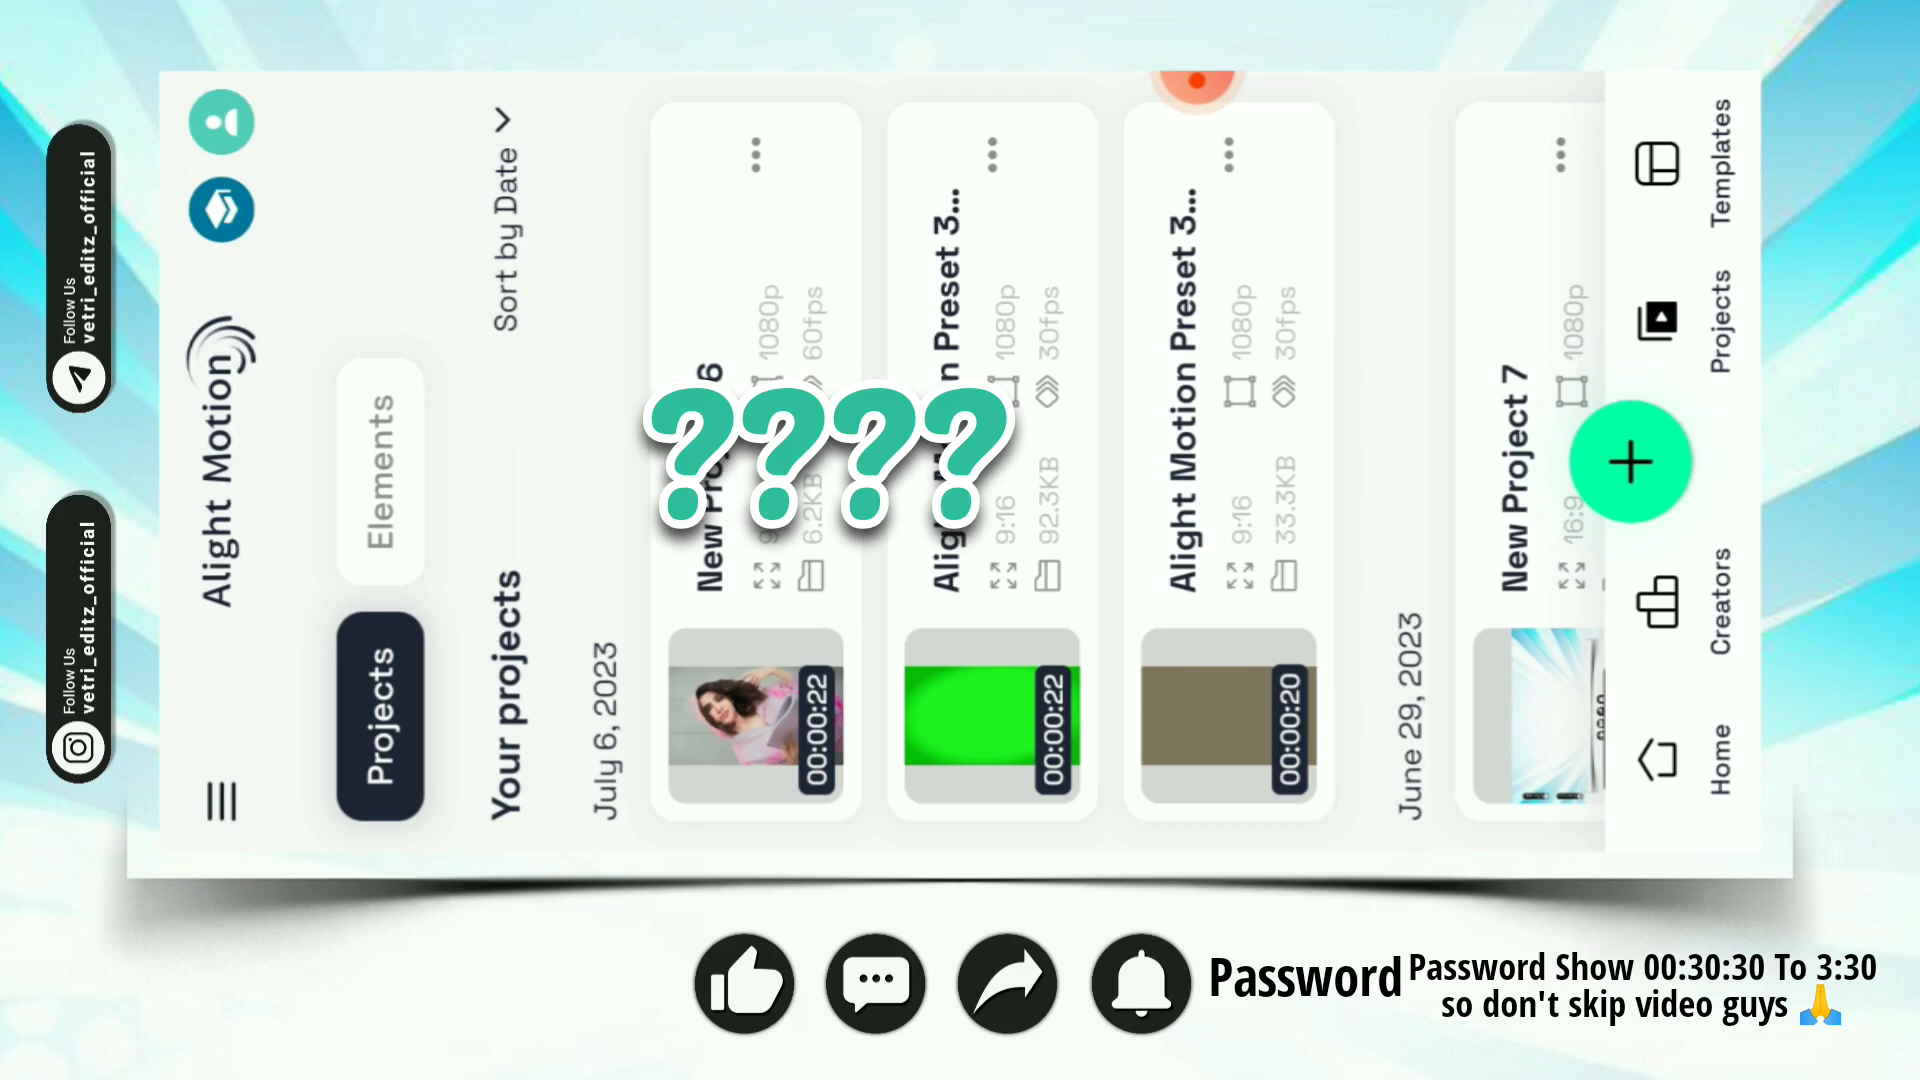 Follow Us
vetri_editz_official
Follow Us
vetri_editz_official
Alight Motion
Projects
Elements
Your projects
Sort by Date
July 6, 2023
New Pro 6
1080p
6.2KB
60fps
00:00:22
Alig n Preset 3...
9:16
1080p
92.3KB
30fps
00:00:22
Alight Motion Preset 3...
9:16
1080p
33.3KB
30fps
00:00:20
June 29, 2023
New Project 7
16:9
1080p
Home
Creators
Projects
Templates
????
Password
Password Show 00:30:30 To 3:30
so don't skip video guys 🙏